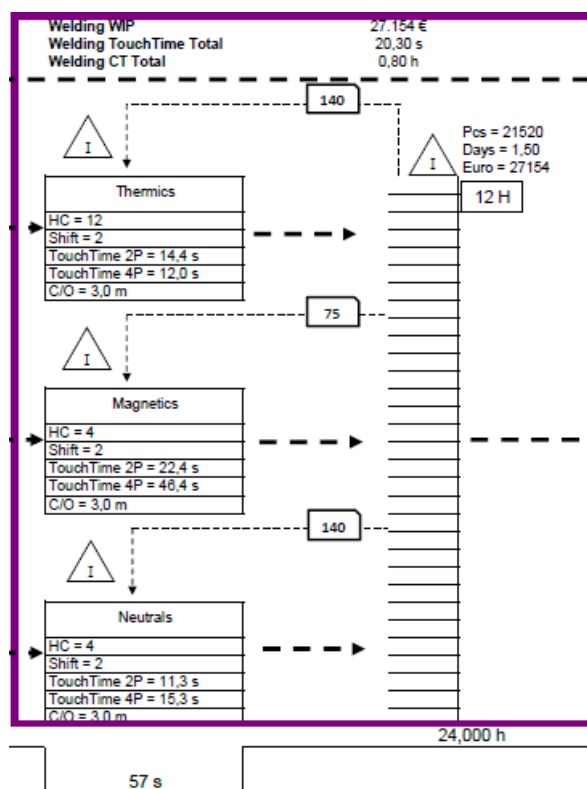 Welding WIP 27.154 €
Welding TouchTime Total 20,30 s
Welding CT Total 0,80 h
140
I
I
Pcs = 21520
Days = 1,50
Euro = 27154
12 H
Thermics
HC = 12
Shift = 2
TouchTime 2P = 14,4 s
TouchTime 4P = 12,0 s
C/O = 3,0 m
75
I
Magnetics
HC = 4
Shift = 2
TouchTime 2P = 22,4 s
TouchTime 4P = 46,4 s
C/O = 3,0 m
140
I
Neutrals
HC = 4
Shift = 2
TouchTime 2P = 11,3 s
TouchTime 4P = 15,3 s
C/O = 3,0 m
24,000 h
57 s